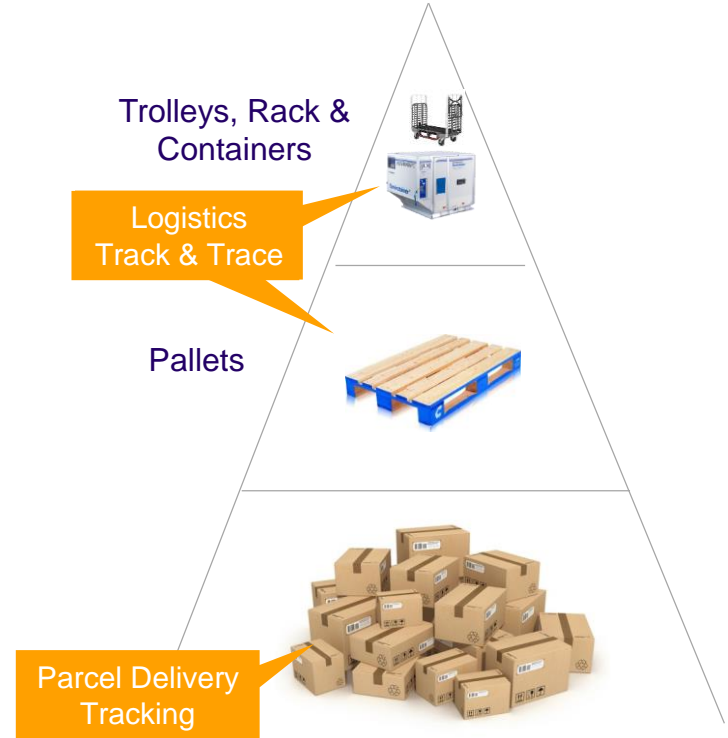 Trolleys, Rack &
Containers
Logistics
Track & Trace
Pallets
Parcel Delivery
Tracking